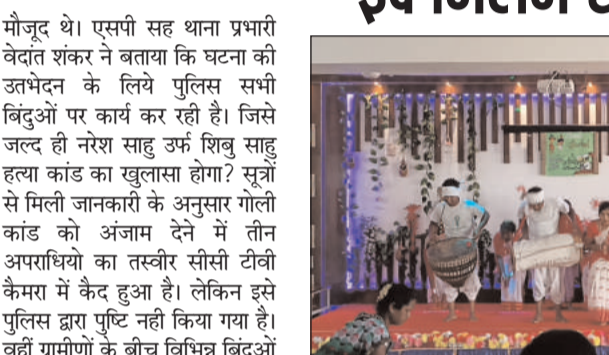 मौजूद थे। एसपी सह थाना प्रभारी
वेदांत शंकर ने बताया कि घटना की
उतभेदन के लिये पुलिस सभी
बिंदुओं पर कार्य कर रही है। जिसे
जल्द ही नरेश साहु उर्फ शिबु साहु
हत्या कांड का खुलासा होगा? सूत्रों
से मिली जानकारी के अनुसार गोली
कांड को अंजाम देने में तीन
अपराधियो का तस्वीर सीसी टीवी
कैमरा में कैद हुआ है। लेकिन इसे
पुलिस द्वारा पुष्टि नही किया गया है।
वहीं ग्रामीणों के बीच विभिन्न बिंदुओं